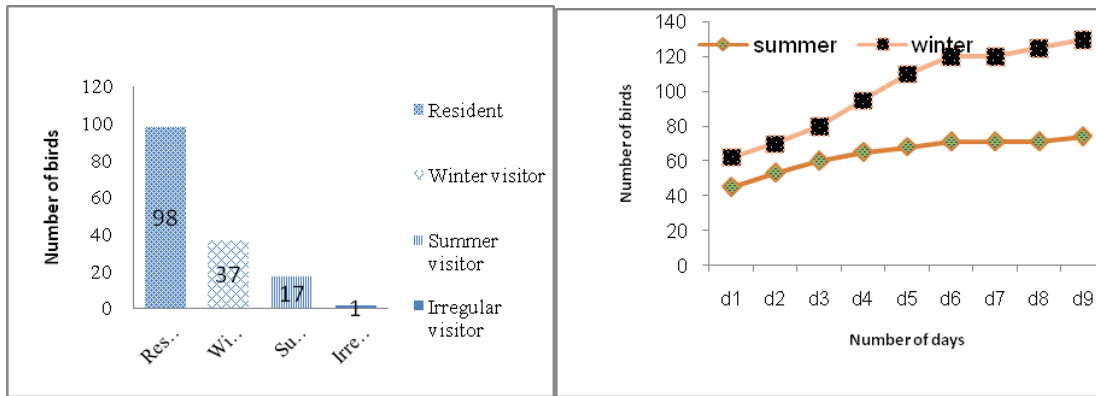 Number of birds
120
100
80
60
40
20
0
98
37
17
1
Res..
Wi..
Su..
Irre..
Resident
Winter visitor
Summer
visitor
Irregular
visitor
Number of birds
140
120
100
80
60
40
20
0
summer
winter
d1 d2 d3 d4 d5 d6 d7 d8 d9
Number of days